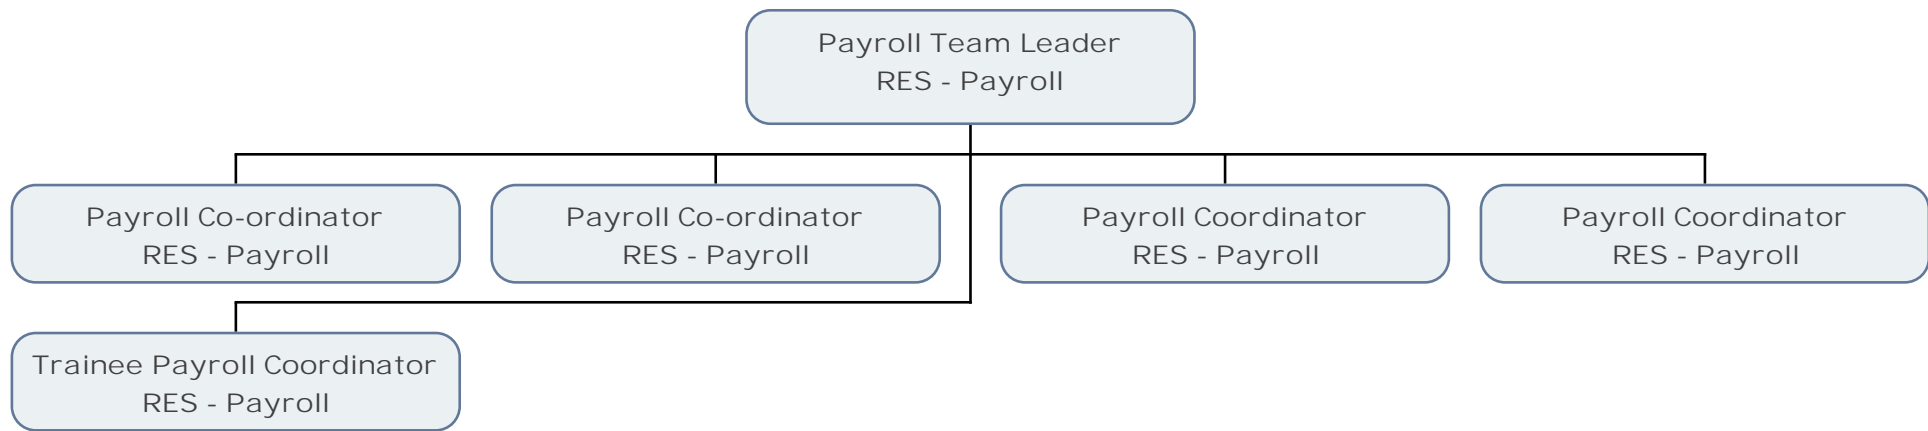 Payroll Team Leader
RES - Payroll
Payroll Co-ordinator
RES - Payroll
Payroll Co-ordinator
RES - Payroll
Payroll Coordinator
RES - Payroll
Payroll Coordinator
RES - Payroll
Trainee Payroll Coordinator
RES - Payroll